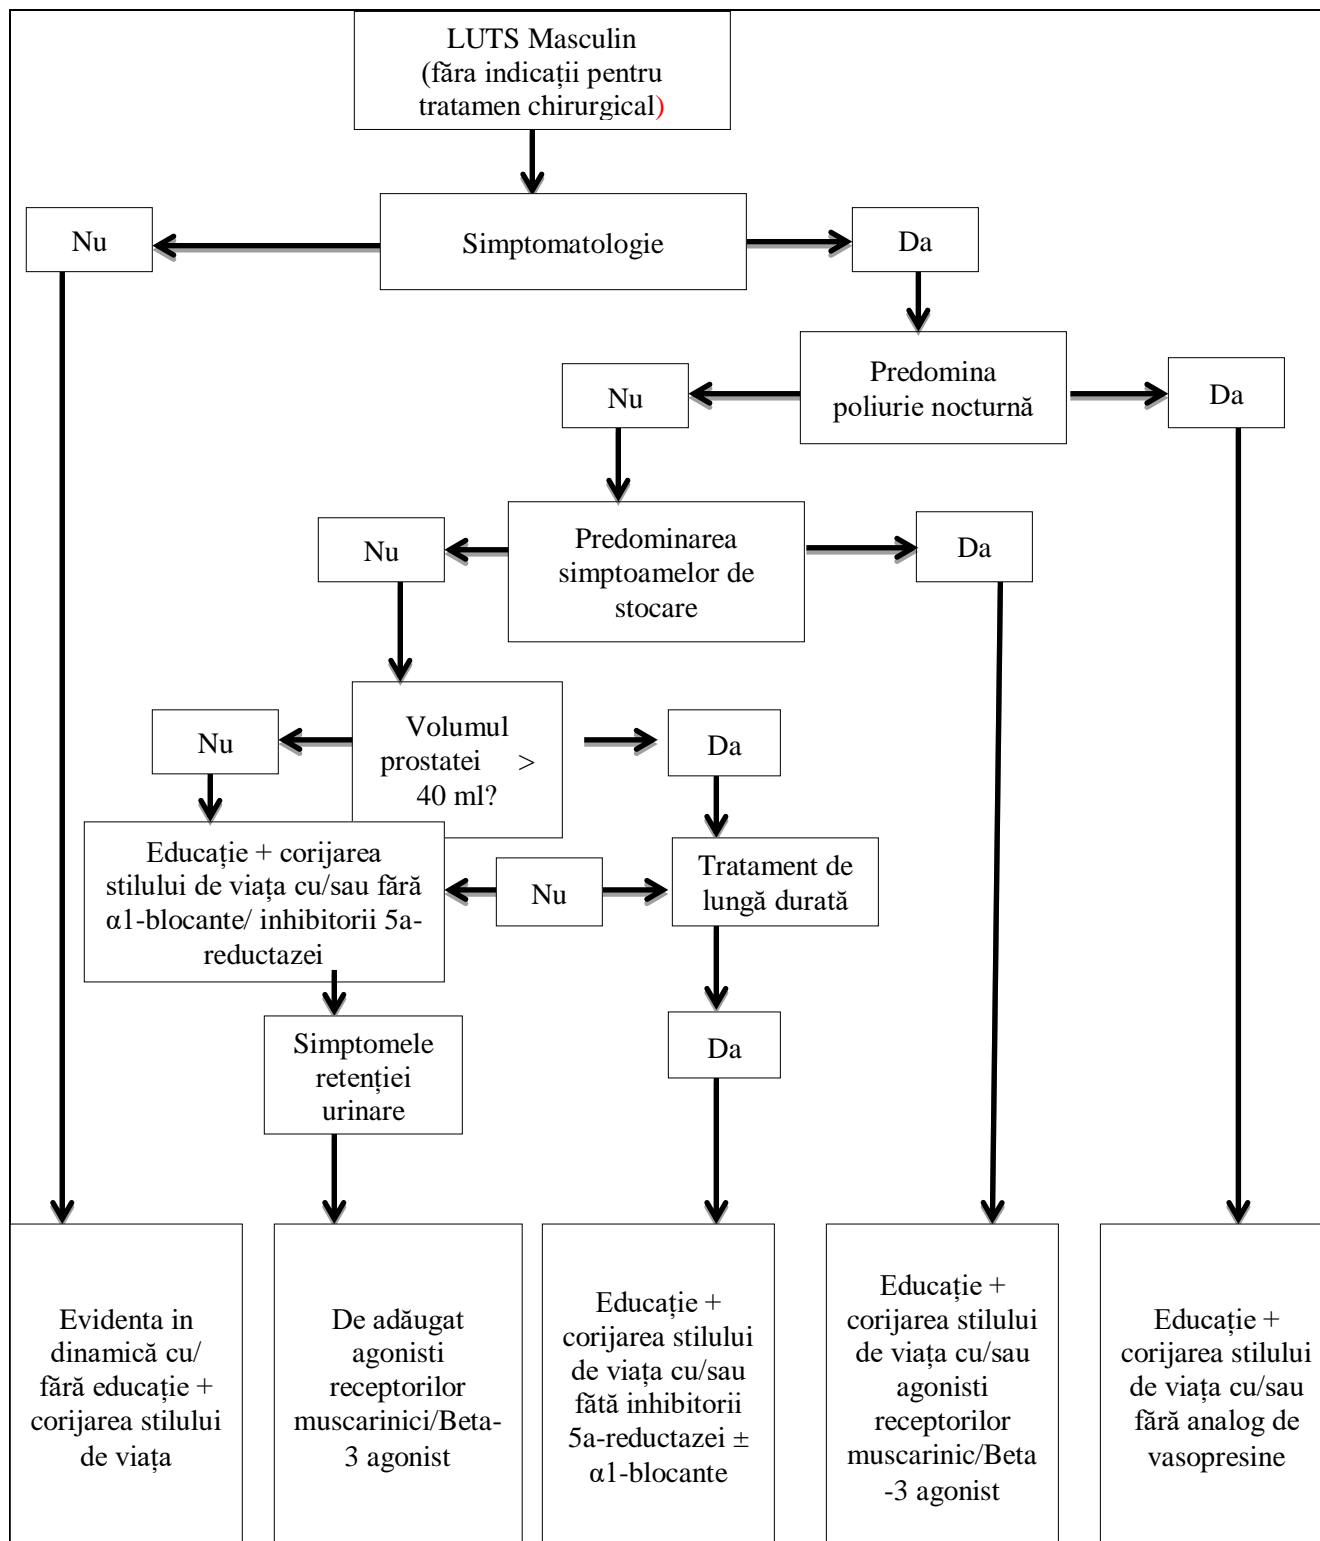 LUTS Masculin
(făra indicații pentru
tratamen chirurgical)
Nu
Simptomatologie
Da
Nu
Predomina
poliurie nocturnă
Da
Nu
Predominarea
simptoamelor de
stocare
Da
Nu
Volumul
prostatei >
40 ml?
Da
Educație + corijarea
stilului de viața cu/sau fără
α1-blocante/ inhibitorii 5a-
reductazei
Nu
Tratament de
lungă durată
Simptomele
retenției
urinare
Da
Evidenta in
dinamică cu/
fără educație +
corijarea stilului
de viața
De adăugat
agonisti
receptorilor
muscarinici/Beta-
3 agonist
Educație +
corijarea stilului
de viața cu/sau
fătă inhibitorii
5a-reductazei ±
α1-blocante
Educație +
corijarea stilului
de viața cu/sau
agonisti
receptorilor
muscarinic/Beta
-3 agonist
Educație +
corijarea stilului
de viața cu/sau
fără analog de
vasopresine